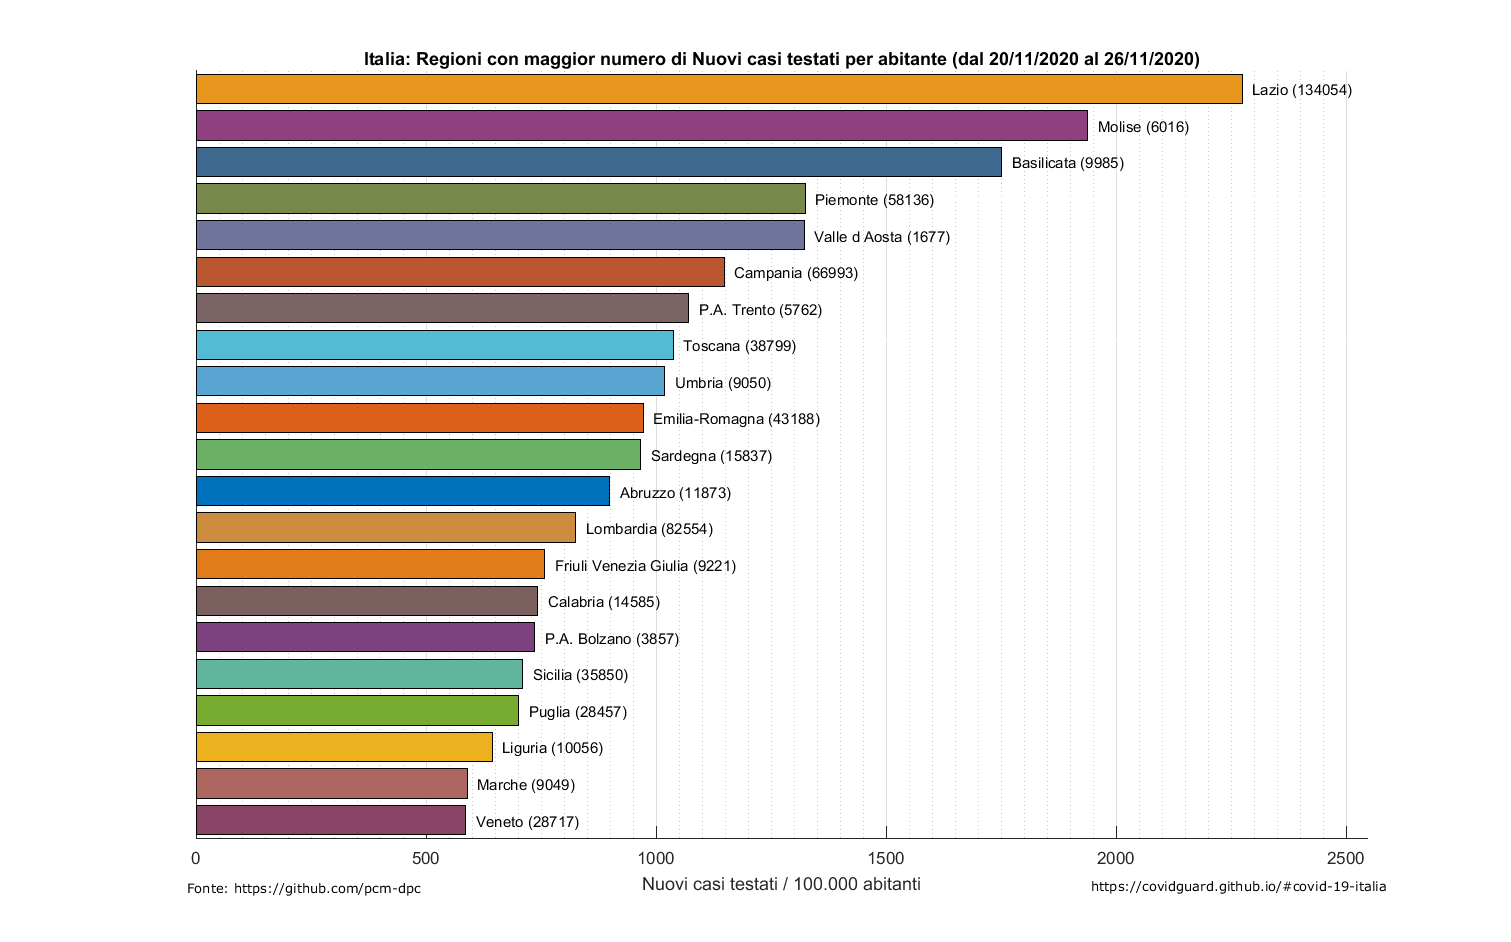 Italia: Regioni con maggior numero di Nuovi casi testati per abitante (dal 20/11/2020 al 26/11/2020)
Lazio (134054)
Molise (6016)
Basilicata (9985)
Piemonte (58136)
Valle d Aosta (1677)
Campania (66993)
P.A. Trento (5762)
Toscana (38799)
Umbria (9050)
Emilia-Romagna (43188)
Sardegna (15837)
Abruzzo (11873)
Lombardia (82554)
Friuli Venezia Giulia (9221)
Calabria (14585)
P.A. Bolzano (3857)
Sicilia (35850)
Puglia (28457)
Liguria (10056)
Marche (9049)
Veneto (28717)
0 500 1000 1500 2000 2500
Nuovi casi testati / 100.000 abitanti
Fonte: https://github.com/pcm-dpc
https://covidguard.github.io/#covid-19-italia